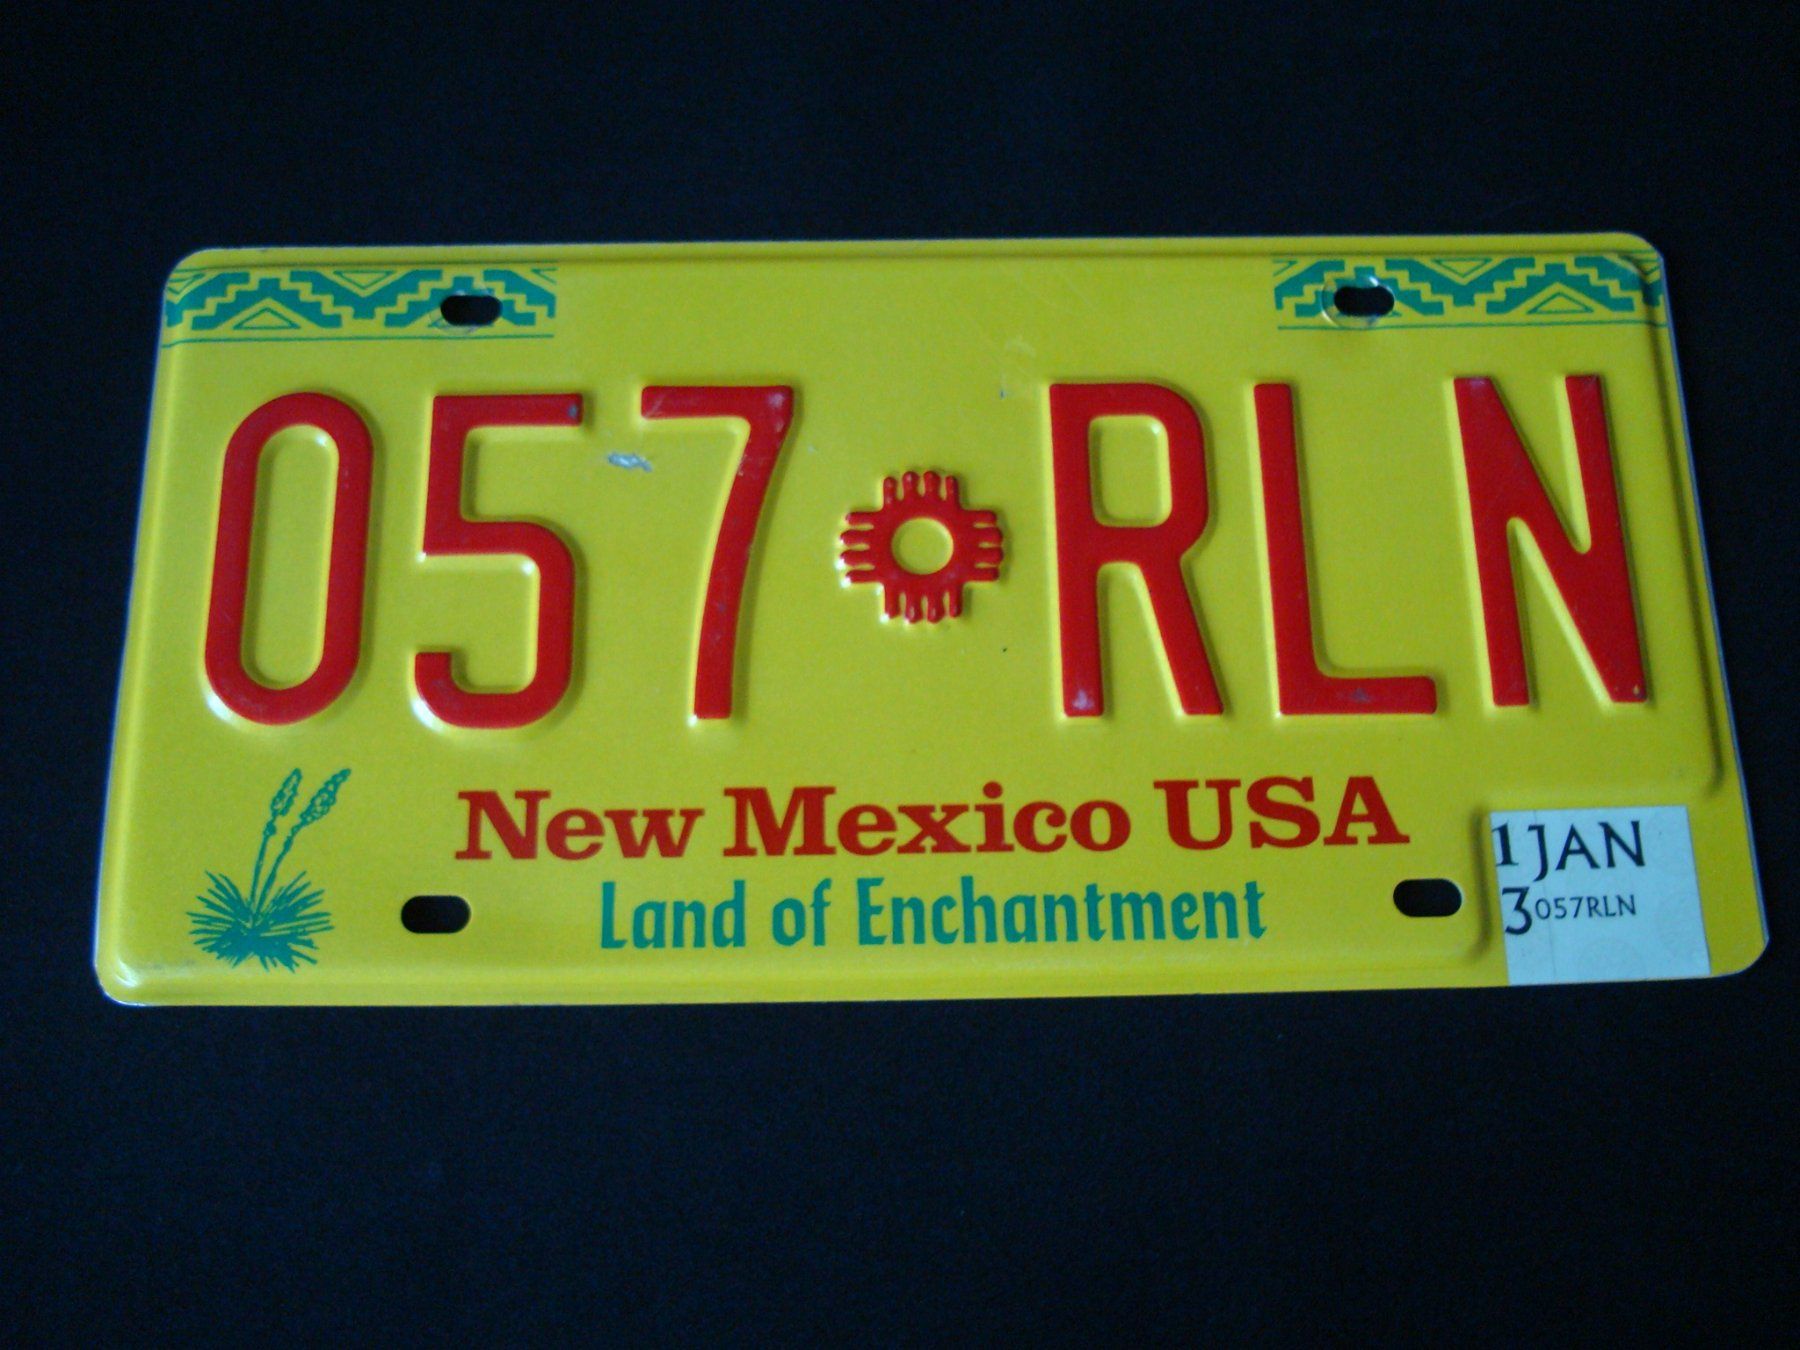 057 RLN
New Mexico USA
Land of Enchantment
1 JAN
3 057RLN